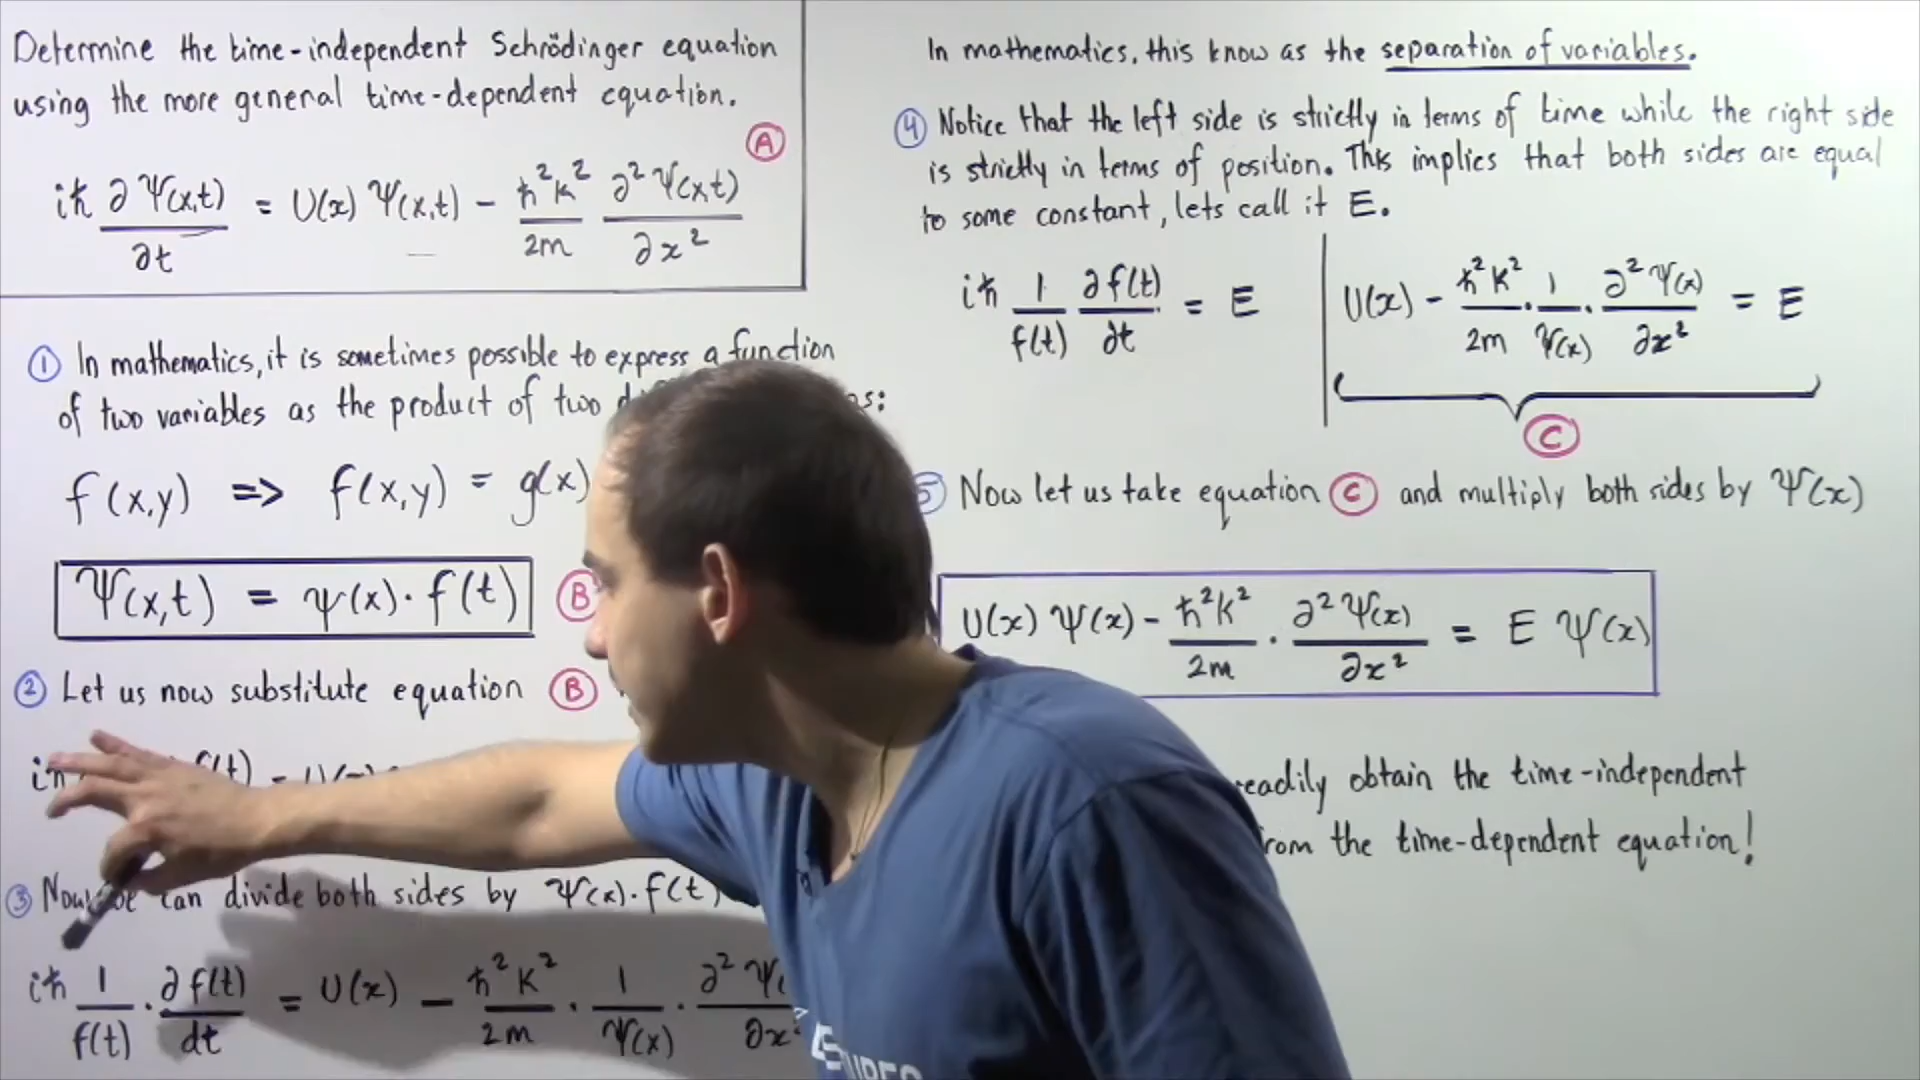 Determine the time-independent Schrödinger equation
using the more general time-dependent equation.
A
iħ ∂Ψ(x,t)/∂t = U(x) Ψ(x,t) - ħ²k²/2m ∂²Ψ(x,t)/∂x²
① In mathematics, it is sometimes possible to express a function
of two variables as the product of two
f(x,y) => f(x,y) = g(x)
Ψ(x,t) = ψ(x)·f(t) B
② Let us now substitute equation B
③ Now we can divide both sides by Ψ(x)·f(t)
iħ 1/f(t) · ∂f(t)/dt = U(x) - ħ²k²/2m · 1/Ψ(x) · ∂²Ψ/∂x²
In mathematics, this know as the separation of variables.
④ Notice that the left side is strictly in terms of time while the right side
is strictly in terms of position. This implies that both sides are equal
to some constant, lets call it E.
iħ 1/f(t) ∂f(t)/∂t = E | U(x) - ħ²k²/2m · 1/Ψ(x) · ∂²Ψ(x)/∂x² = E
C
⑤ Now let us take equation C and multiply both sides by Ψ(x)
U(x) Ψ(x) - ħ²k²/2m · ∂²Ψ(x)/∂x² = E Ψ(x)
readily obtain the time-independent
from the time-dependent equation!